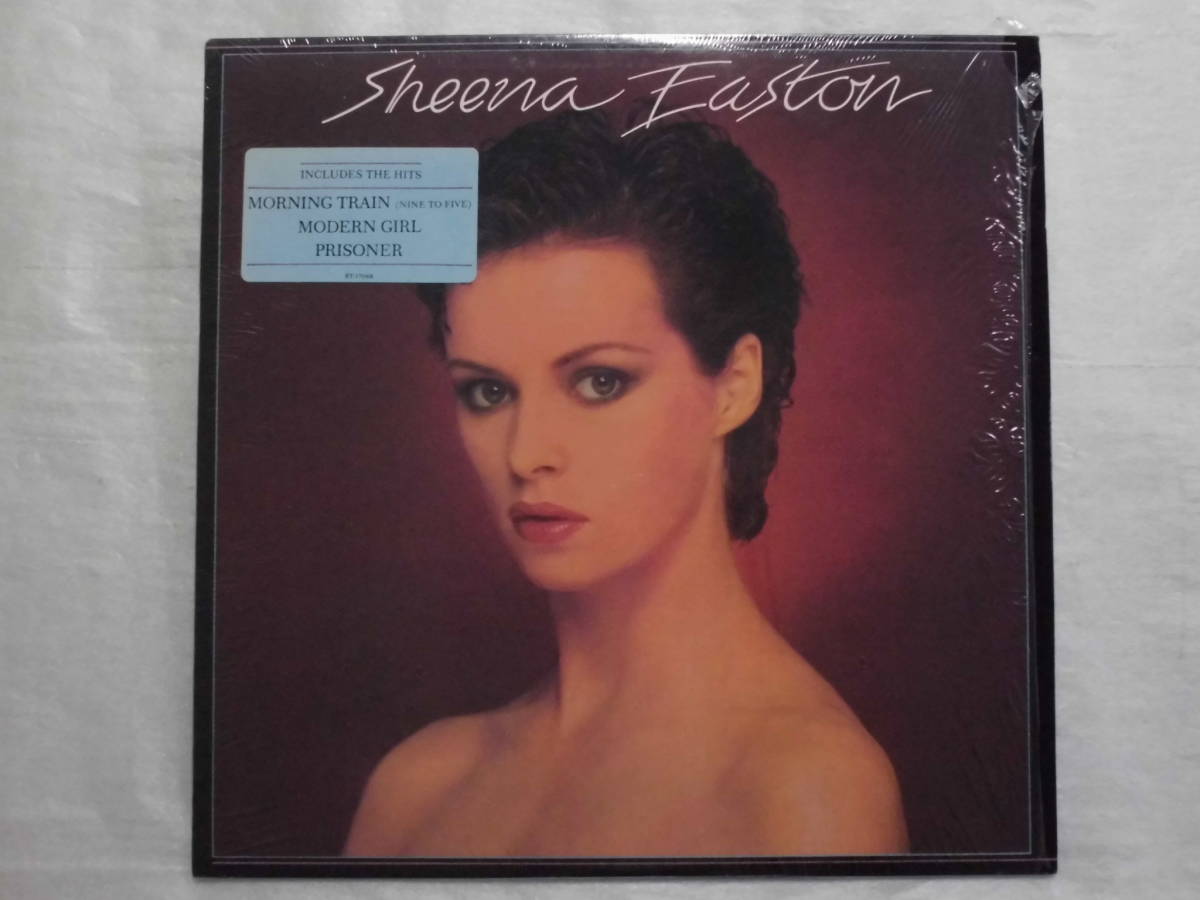 Sheena Easton
INCLUDES THE HITS
MORNING TRAIN (NINE TO FIVE)
MODERN GIRL
PRISONER